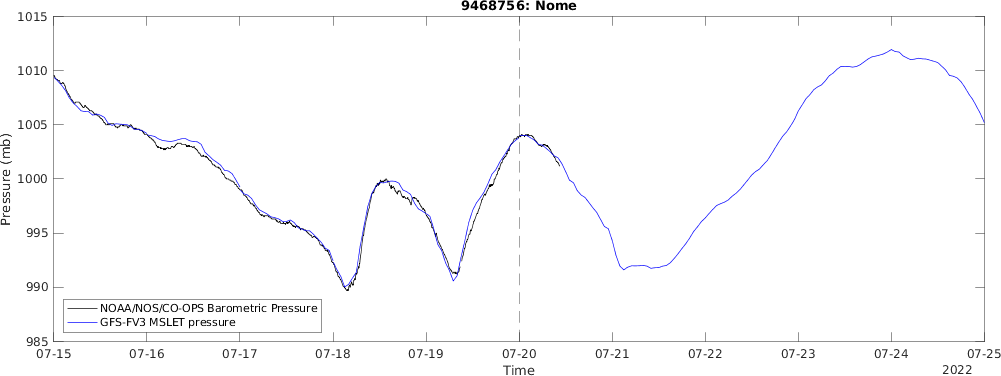 9468756: Nome
1015
1010
1005
1000
995
990
985
Pressure (mb)
NOAA/NOS/CO-OPS Barometric Pressure
GFS-FV3 MSLET pressure
07-15 07-16 07-17 07-18 07-19 07-20 07-21 07-22 07-23 07-24 07-25
Time
2022